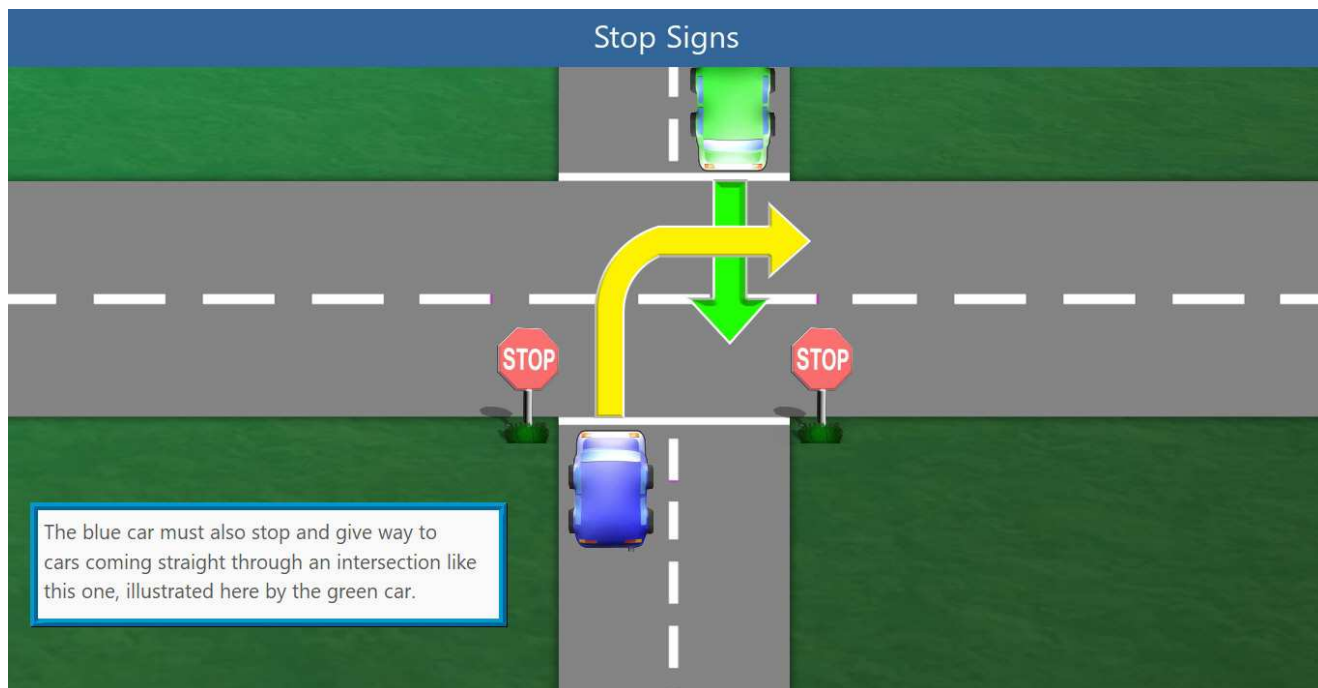 Stop Signs
STOP
STOP
The blue car must also stop and give way to
cars coming straight through an intersection like
this one, illustrated here by the green car.